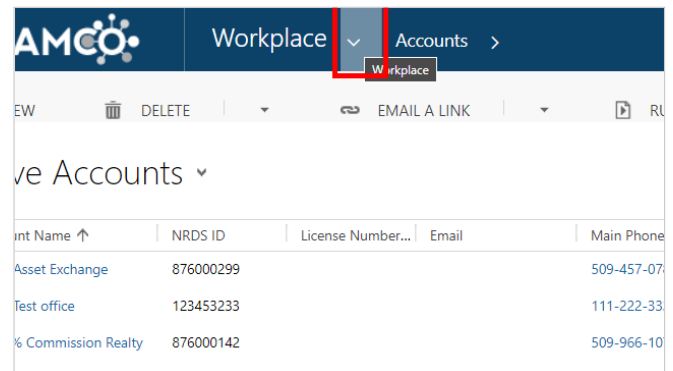 AMCO Workplace Accounts
Workplace
EW DELETE EMAIL A LINK RU
ve Accounts
unt Name NRDS ID License Number... Email Main Phone
Asset Exchange 876000299 509-457-07
Test office 123453233 111-222-33
% Commission Realty 876000142 509-966-10